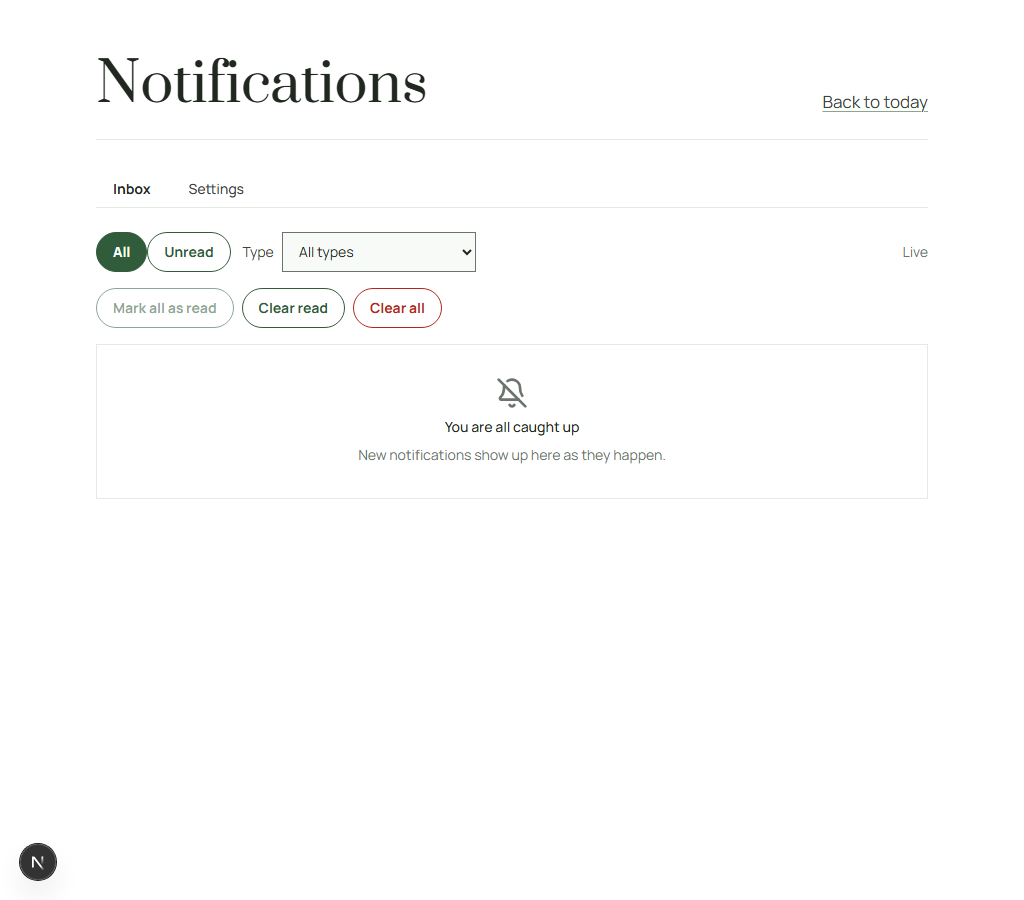 Notifications
Back to today
Inbox Settings
All Unread Type All types Live
Mark all as read Clear read Clear all
You are all caught up
New notifications show up here as they happen.
N